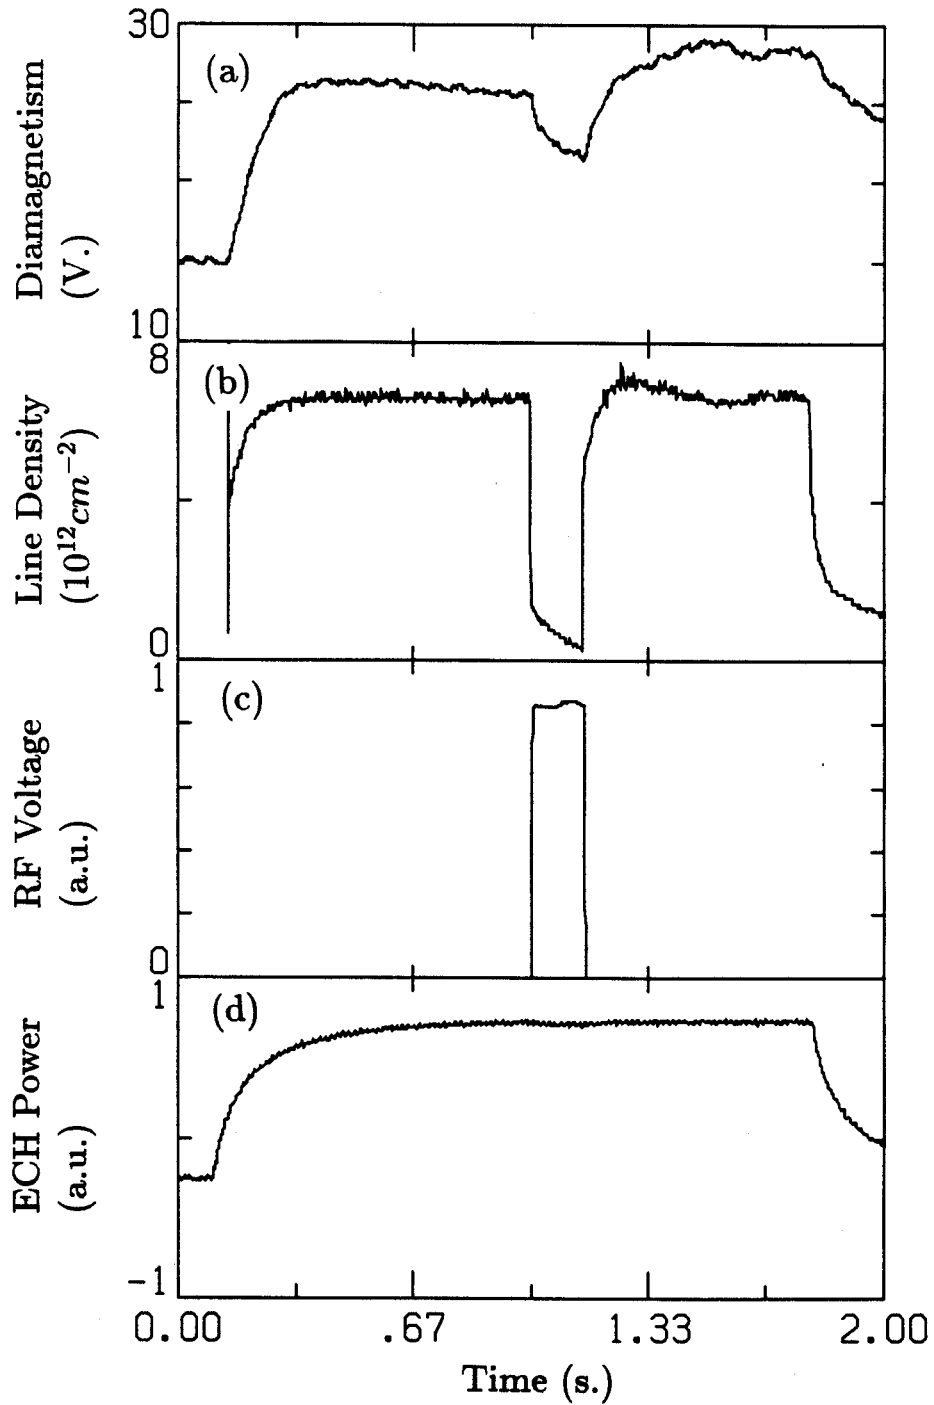 30
(a)
Diamagnetism
(V.)
10
8
(b)
Line Density
(10^{12}cm^{-2})
0
1
(c)
RF Voltage
(a.u.)
0
1
(d)
ECH Power
(a.u.)
-1
0.00 .67 1.33 2.00
Time (s.)